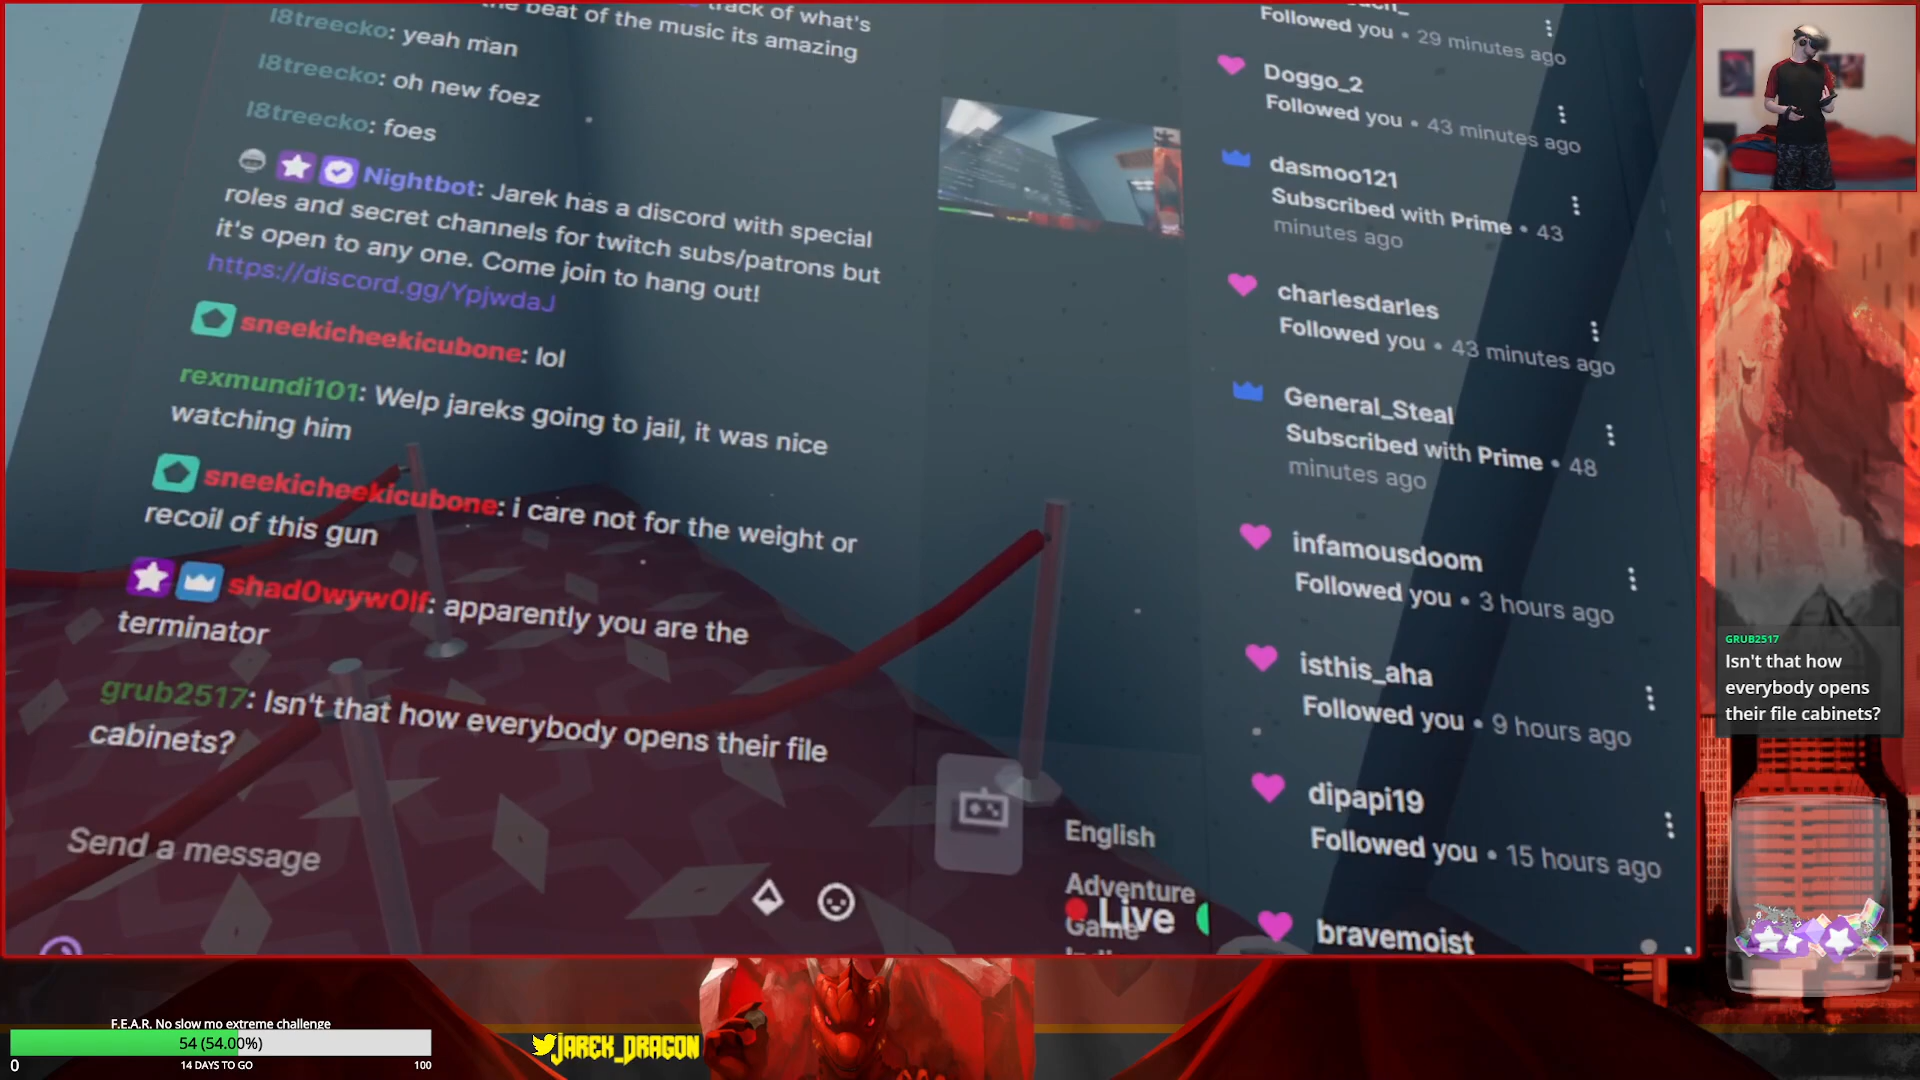 track of what's
the beat of the music its amazing
l8treecko: yeah man
l8treecko: oh new foez
l8treecko: foes
Nightbot: Jarek has a discord with special
roles and secret channels for twitch subs/patrons but
it's open to any one. Come join to hang out!
https://discord.gg/YpjwdaJ
sneekicheekicubone: lol
rexmundi101: Welp jareks going to jail, it was nice
watching him
sneekicheekicubone: i care not for the weight or
recoil of this gun
shad0wyw0lf: apparently you are the
terminator
grub2517: Isn't that how everybody opens their file
cabinets?
Send a message
English
Adventure
Game
Live
Followed you • 29 minutes ago
Doggo_2
Followed you • 43 minutes ago
dasmoo121
Subscribed with Prime • 43
minutes ago
charlesdarles
Followed you • 43 minutes ago
General_Steal
Subscribed with Prime • 48
minutes ago
infamousdoom
Followed you • 3 hours ago
isthis_aha
Followed you • 9 hours ago
dipapi19
Followed you • 15 hours ago
bravemoist
GRUB2517
Isn't that how
everybody opens
their file cabinets?
F.E.A.R. No slow mo extreme challenge
54 (54.00%)
0
14 DAYS TO GO
100
JAREK_DRAGON